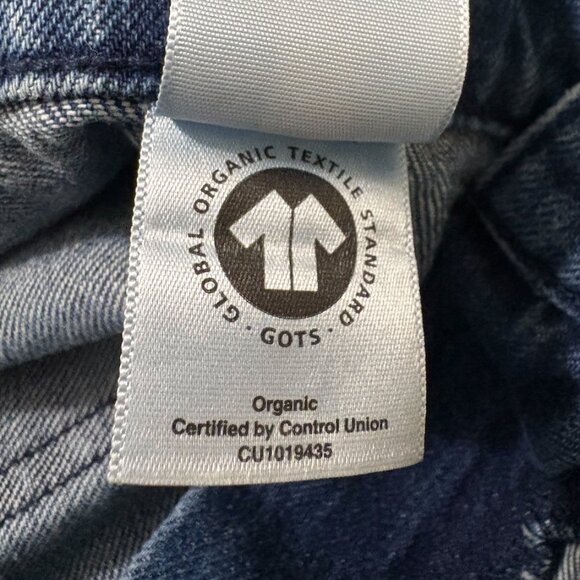 GLOBAL ORGANIC TEXTILE STANDARD
· GOTS ·
Organic
Certified by Control Union
CU1019435